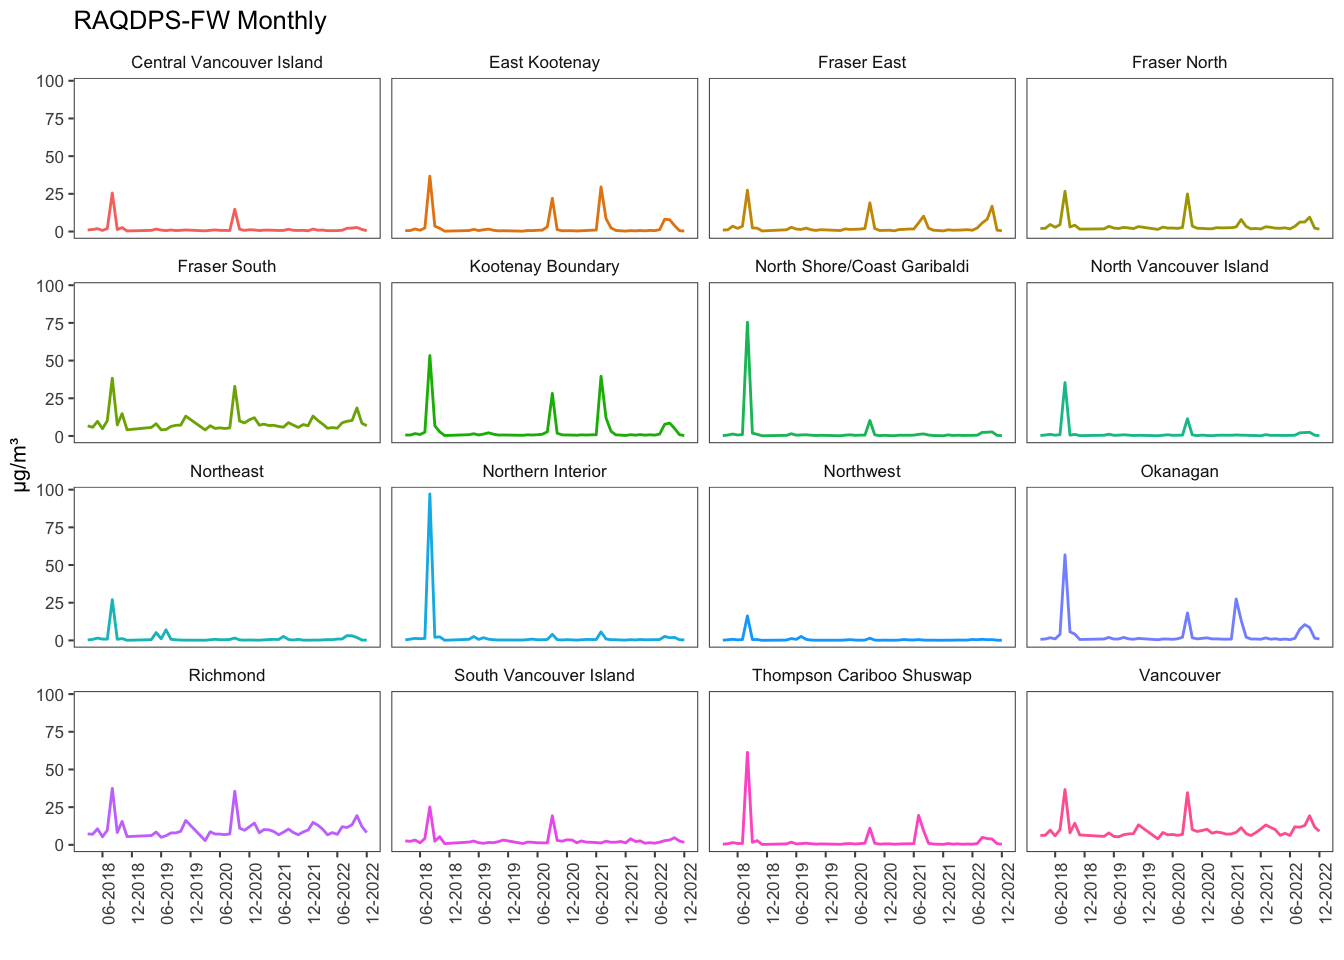 RAQDPS-FW Monthly
Central Vancouver Island East Kootenay Fraser East Fraser North
100
75
50
25
0
Fraser South Kootenay Boundary North Shore/Coast Garibaldi North Vancouver Island
100
75
50
25
0
µg/m³
Northeast Northern Interior Northwest Okanagan
100
75
50
25
0
Richmond South Vancouver Island Thompson Cariboo Shuswap Vancouver
100
75
50
25
0
06-2018 12-2018 06-2019 12-2019 06-2020 12-2020 06-2021 12-2021 06-2022 12-2022 06-2018 12-2018 06-2019 12-2019 06-2020 12-2020 06-2021 12-2021 06-2022 12-2022 06-2018 12-2018 06-2019 12-2019 06-2020 12-2020 06-2021 12-2021 06-2022 12-2022 06-2018 12-2018 06-2019 12-2019 06-2020 12-2020 06-2021 12-2021 06-2022 12-2022